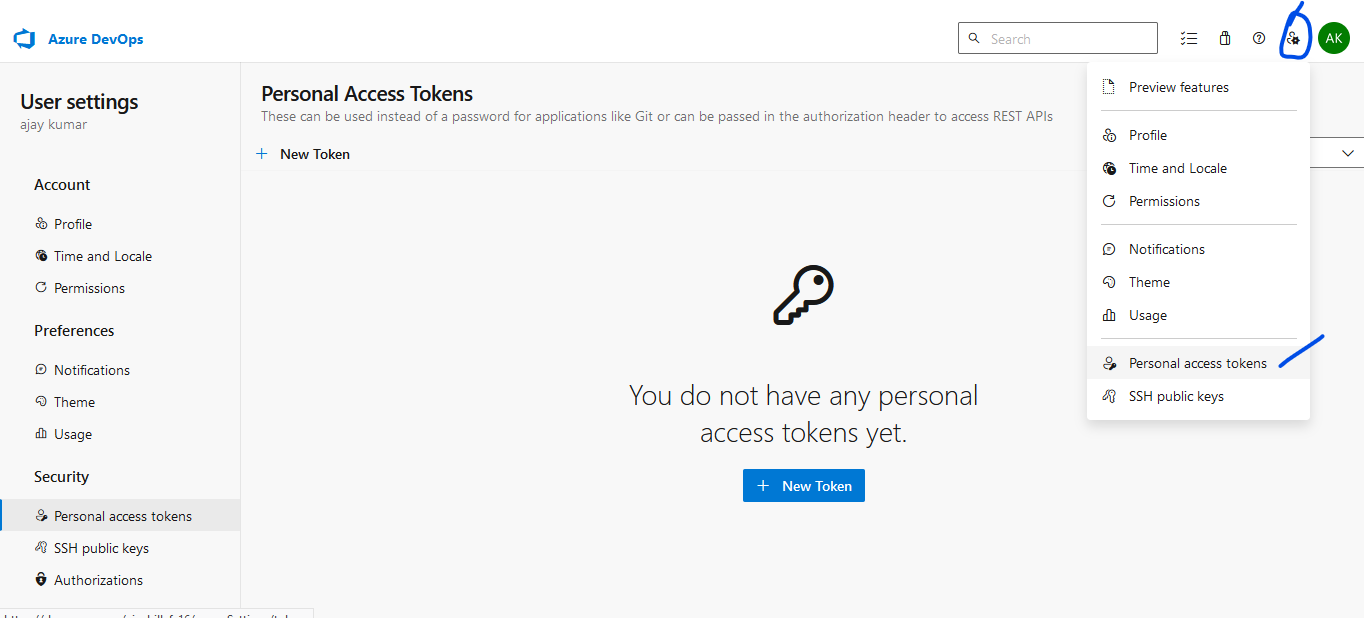 Azure DevOps
Search
AK
User settings
ajay kumar
Account
Profile
Time and Locale
Permissions
Preferences
Notifications
Theme
Usage
Security
Personal access tokens
SSH public keys
Authorizations
Personal Access Tokens
These can be used instead of a password for applications like Git or can be passed in the authorization header to access REST APIs
New Token
You do not have any personal
access tokens yet.
New Token
Preview features
Profile
Time and Locale
Permissions
Notifications
Theme
Usage
Personal access tokens
SSH public keys